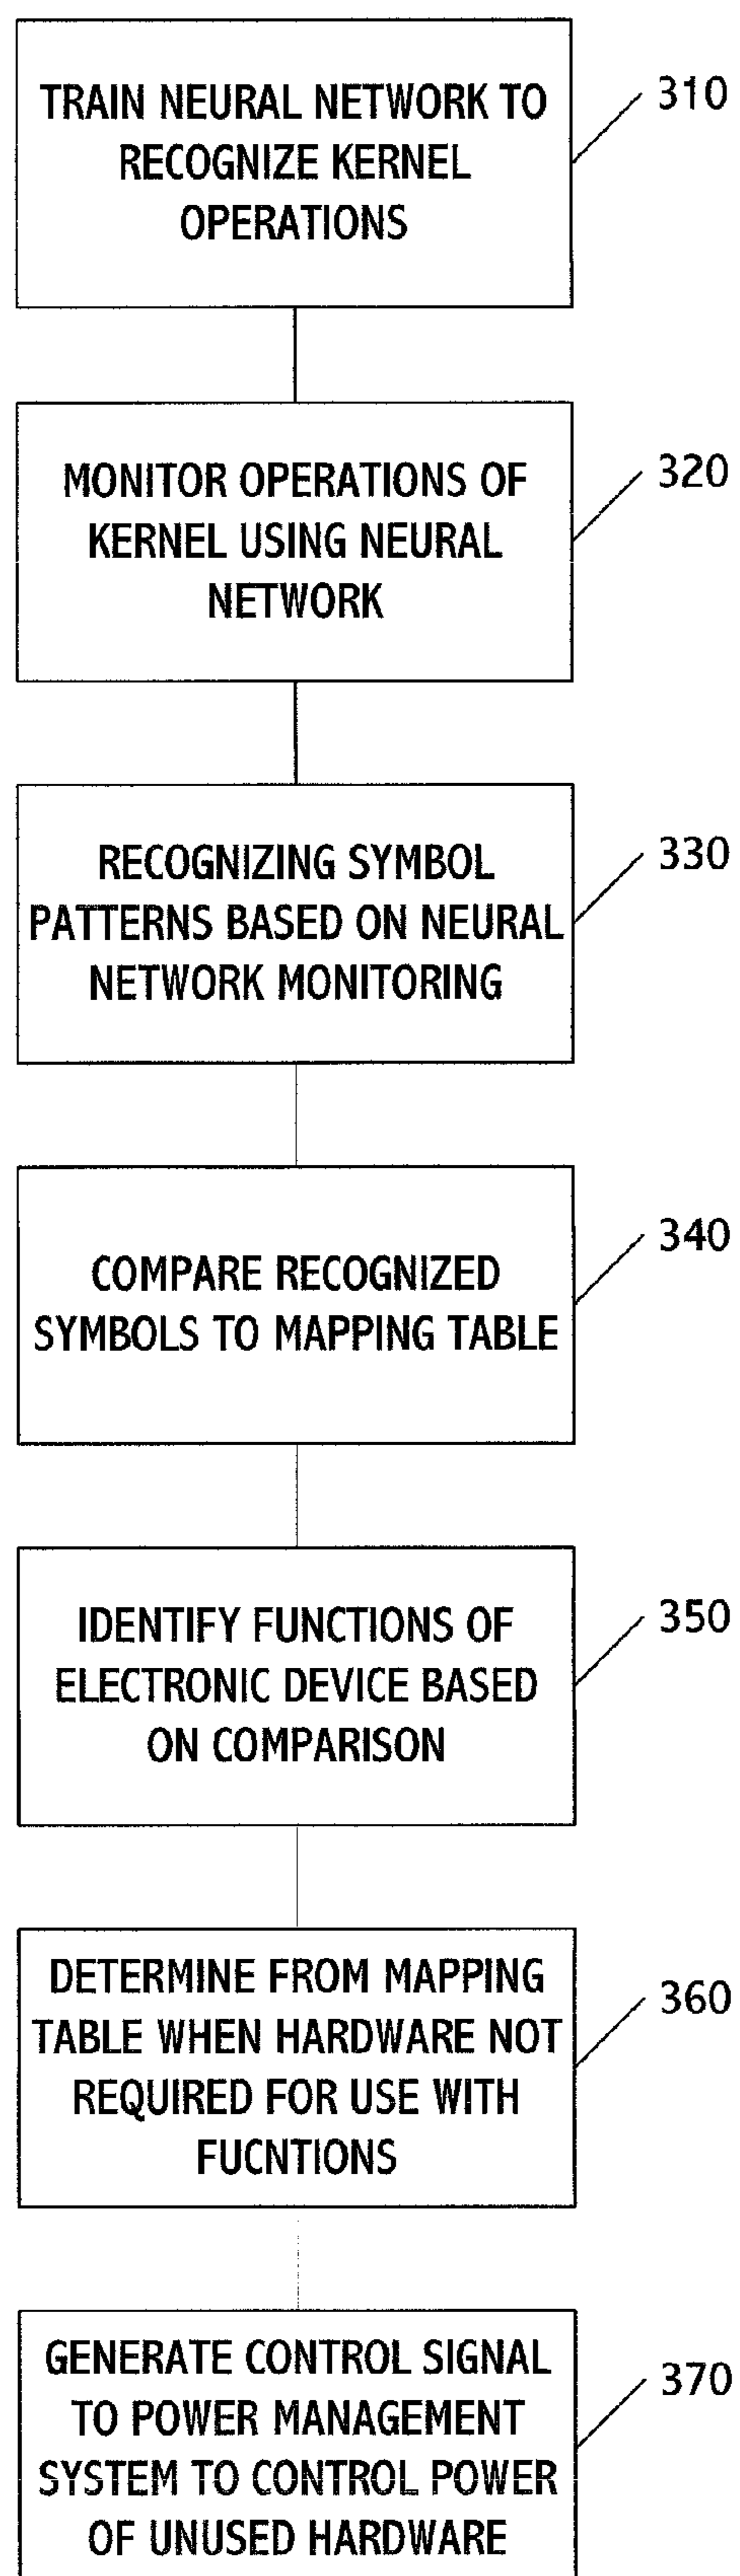 TRAIN NEURAL NETWORK TO
RECOGNIZE KERNEL
OPERATIONS
310
MONITOR OPERATIONS OF
KERNEL USING NEURAL
NETWORK
320
RECOGNIZING SYMBOL
PATTERNS BASED ON NEURAL
NETWORK MONITORING
330
COMPARE RECOGNIZED
SYMBOLS TO MAPPING TABLE
340
IDENTIFY FUNCTIONS OF
ELECTRONIC DEVICE BASED
ON COMPARISON
350
DETERMINE FROM MAPPING
TABLE WHEN HARDWARE NOT
REQUIRED FOR USE WITH
FUCNTIONS
360
GENERATE CONTROL SIGNAL
TO POWER MANAGEMENT
SYSTEM TO CONTROL POWER
OF UNUSED HARDWARE
370